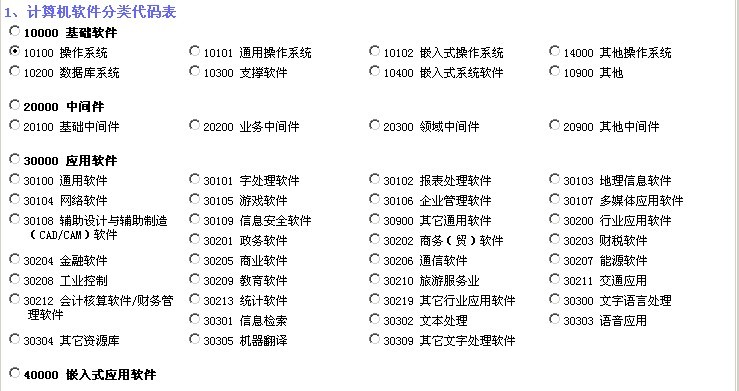 1、计算机软件分类代码表
10000 基础软件
10100 操作系统 10101 通用操作系统 10102 嵌入式操作系统 14000 其他操作系统
10200 数据库系统 10300 支撑软件 10400 嵌入式系统软件 10900 其他
20000 中间件
20100 基础中间件 20200 业务中间件 20300 领域中间件 20900 其他中间件
30000 应用软件
30100 通用软件 30101 字处理软件 30102 报表处理软件 30103 地理信息软件
30104 网络软件 30105 游戏软件 30106 企业管理软件 30107 多媒体应用软件
30108 辅助设计与辅助制造 30109 信息安全软件 30900 其它通用软件 30200 行业应用软件
（CAD/CAM）软件 30201 政务软件 30202 商务（贸）软件 30203 财税软件
30204 金融软件 30205 商业软件 30206 通信软件 30207 能源软件
30208 工业控制 30209 教育软件 30210 旅游服务业 30211 交通应用
30212 会计核算软件/财务管 30213 统计软件 30219 其它行业应用软件 30300 文字语言处理
理软件 30301 信息检索 30302 文本处理 30303 语音应用
30304 其它资源库 30305 机器翻译 30309 其它文字处理软件
40000 嵌入式应用软件